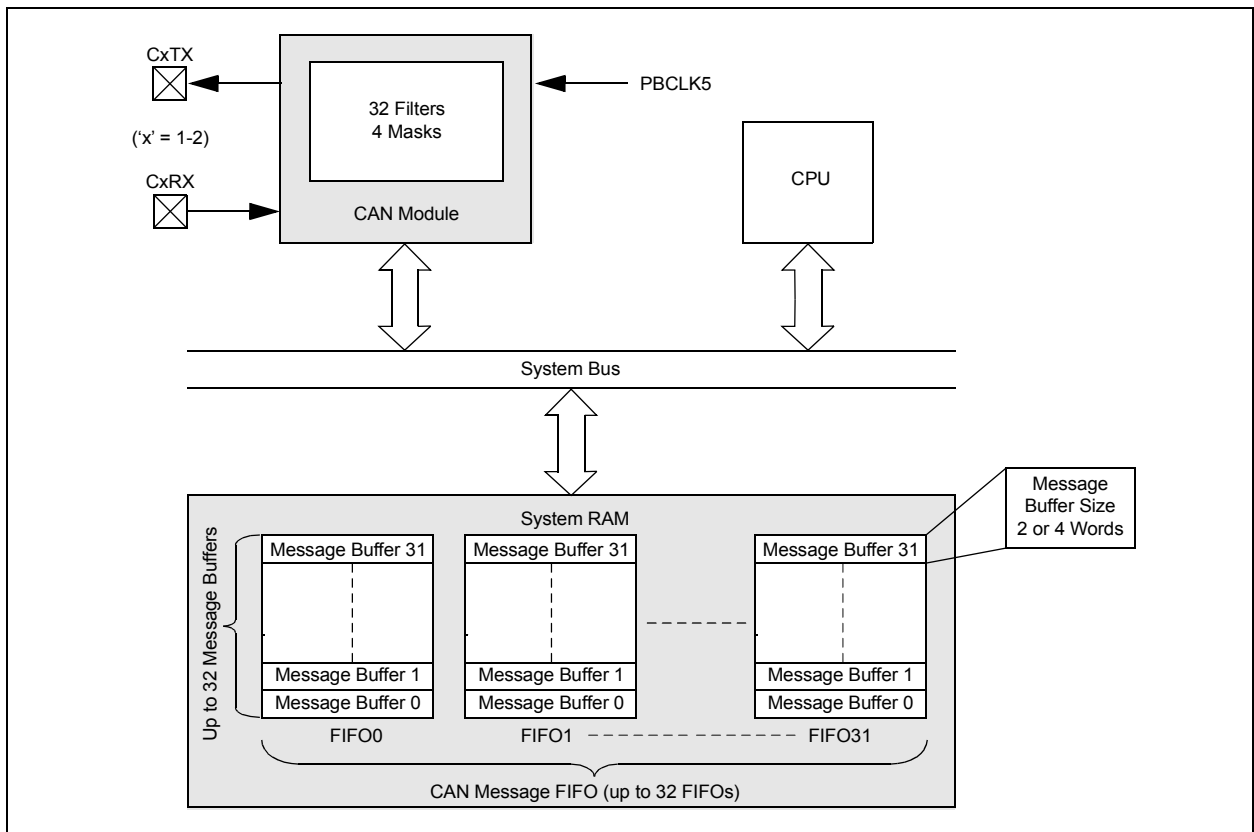 CxTX
('x' = 1-2)
CxRX
32 Filters
4 Masks
CAN Module
PBCLK5
CPU
System Bus
System RAM
Message
Buffer Size
2 or 4 Words
Up to 32 Message Buffers
Message Buffer 31
Message Buffer 1
Message Buffer 0
FIFO0
Message Buffer 31
Message Buffer 1
Message Buffer 0
FIFO1
Message Buffer 31
Message Buffer 1
Message Buffer 0
FIFO31
CAN Message FIFO (up to 32 FIFOs)